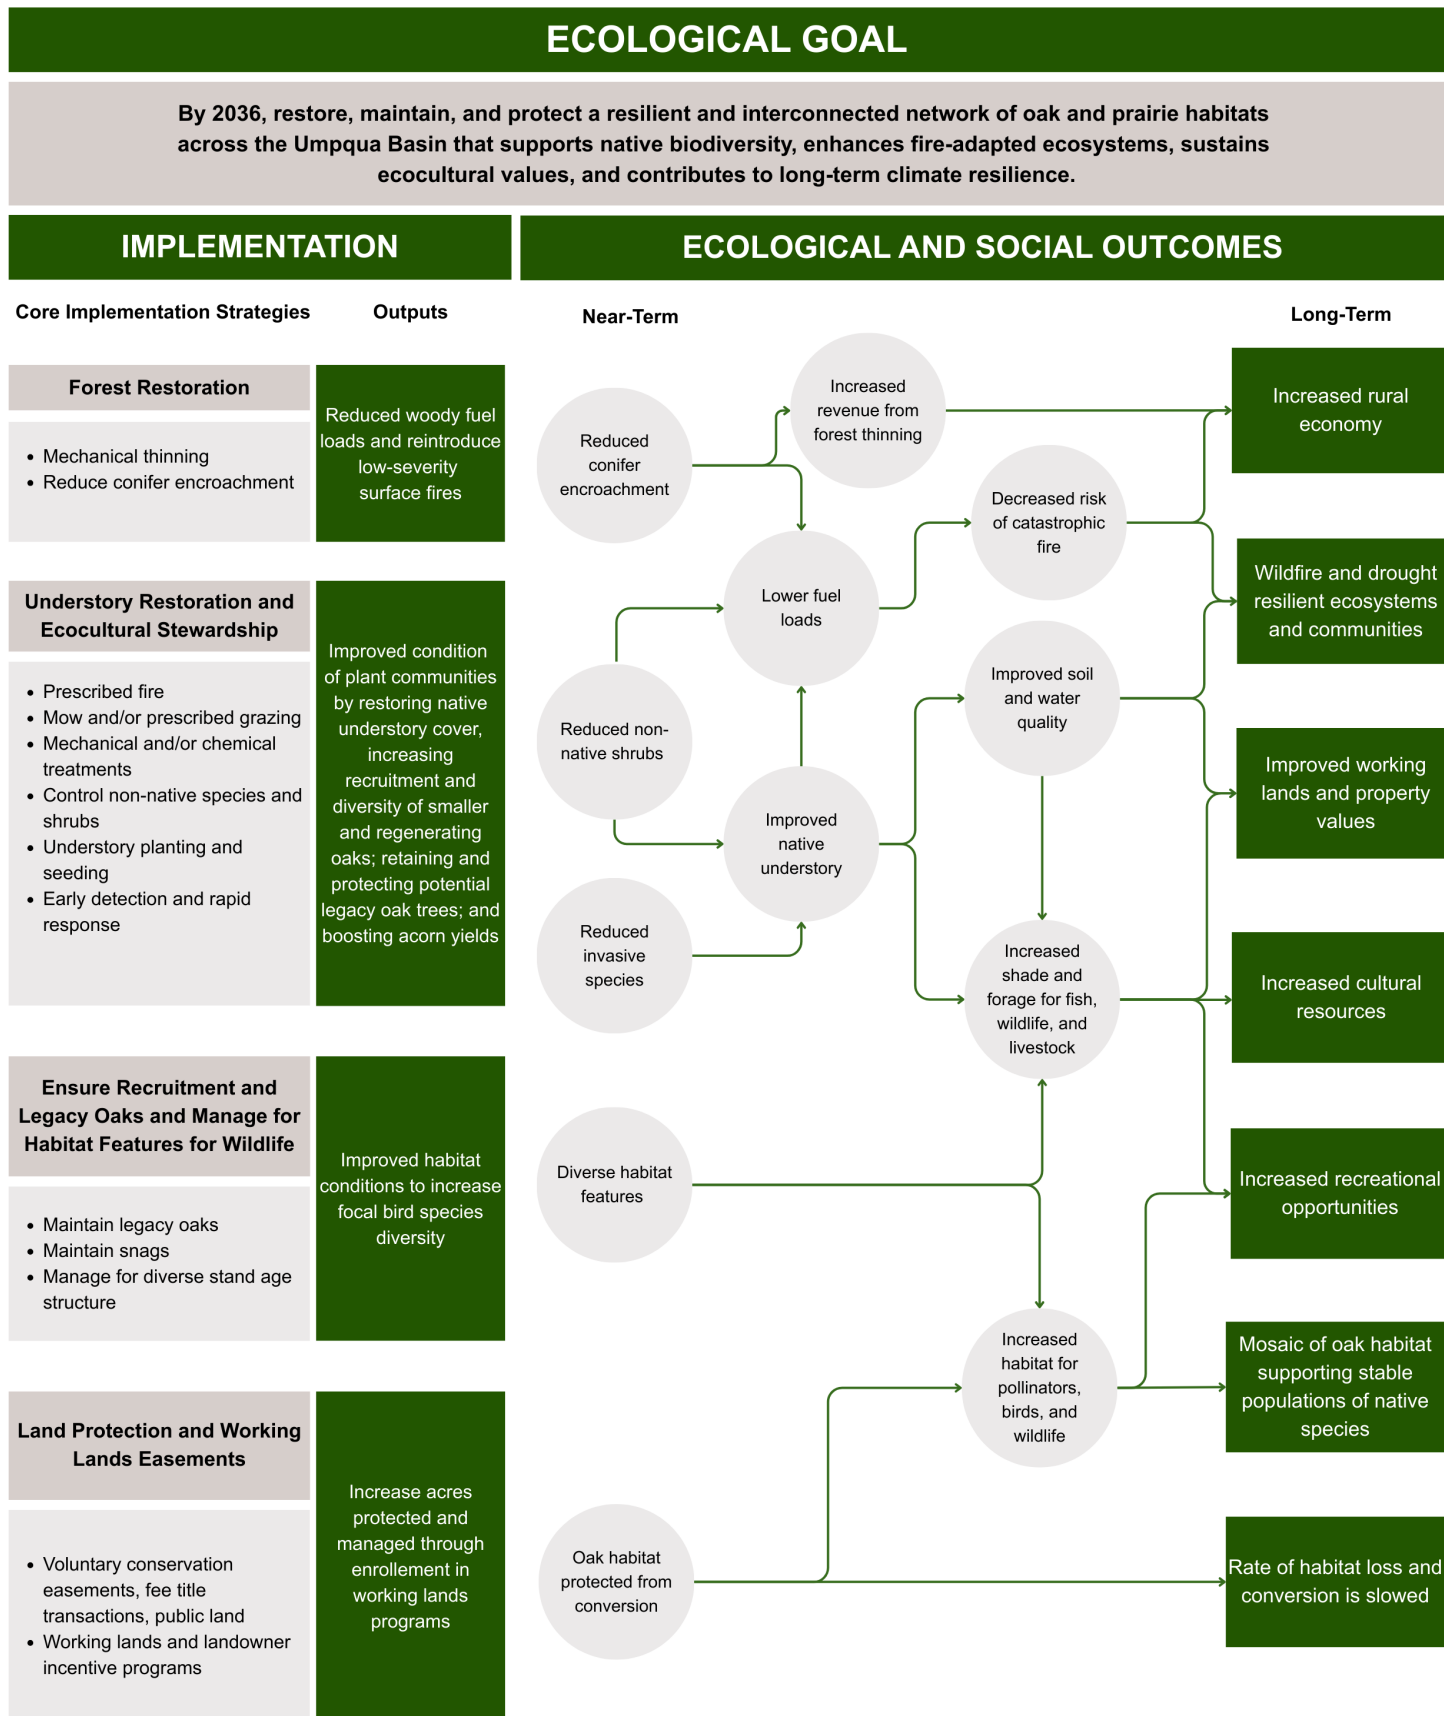 ECOLOGICAL GOAL
By 2036, restore, maintain, and protect a resilient and interconnected network of oak and prairie habitats
across the Umpqua Basin that supports native biodiversity, enhances fire-adapted ecosystems, sustains
ecocultural values, and contributes to long-term climate resilience.
IMPLEMENTATION
ECOLOGICAL AND SOCIAL OUTCOMES
Core Implementation Strategies
Outputs
Near-Term
Long-Term
Forest Restoration
• Mechanical thinning
• Reduce conifer encroachment
Reduced woody fuel
loads and reintroduce
low-severity
surface fires
Understory Restoration and
Ecocultural Stewardship
• Prescribed fire
• Mow and/or prescribed grazing
• Mechanical and/or chemical
treatments
• Control non-native species and
shrubs
• Understory planting and
seeding
• Early detection and rapid
response
Improved condition
of plant communities
by restoring native
understory cover,
increasing
recruitment and
diversity of smaller
and regenerating
oaks; retaining and
protecting potential
legacy oak trees; and
boosting acorn yields
Ensure Recruitment and
Legacy Oaks and Manage for
Habitat Features for Wildlife
• Maintain legacy oaks
• Maintain snags
• Manage for diverse stand age
structure
Improved habitat
conditions to increase
focal bird species
diversity
Land Protection and Working
Lands Easements
• Voluntary conservation
easements, fee title
transactions, public land
• Working lands and landowner
incentive programs
Increase acres
protected and
managed through
enrollement in
working lands
programs
Reduced
conifer
encroachment
Increased
revenue from
forest thinning
Decreased risk
of catastrophic
fire
Lower fuel
loads
Reduced non-
native shrubs
Improved soil
and water
quality
Improved
native
understory
Reduced
invasive
species
Increased
shade and
forage for fish,
wildlife, and
livestock
Diverse habitat
features
Increased
habitat for
pollinators,
birds, and
wildlife
Oak habitat
protected from
conversion
Increased rural
economy
Wildfire and drought
resilient ecosystems
and communities
Improved working
lands and property
values
Increased cultural
resources
Increased recreational
opportunities
Mosaic of oak habitat
supporting stable
populations of native
species
Rate of habitat loss and
conversion is slowed